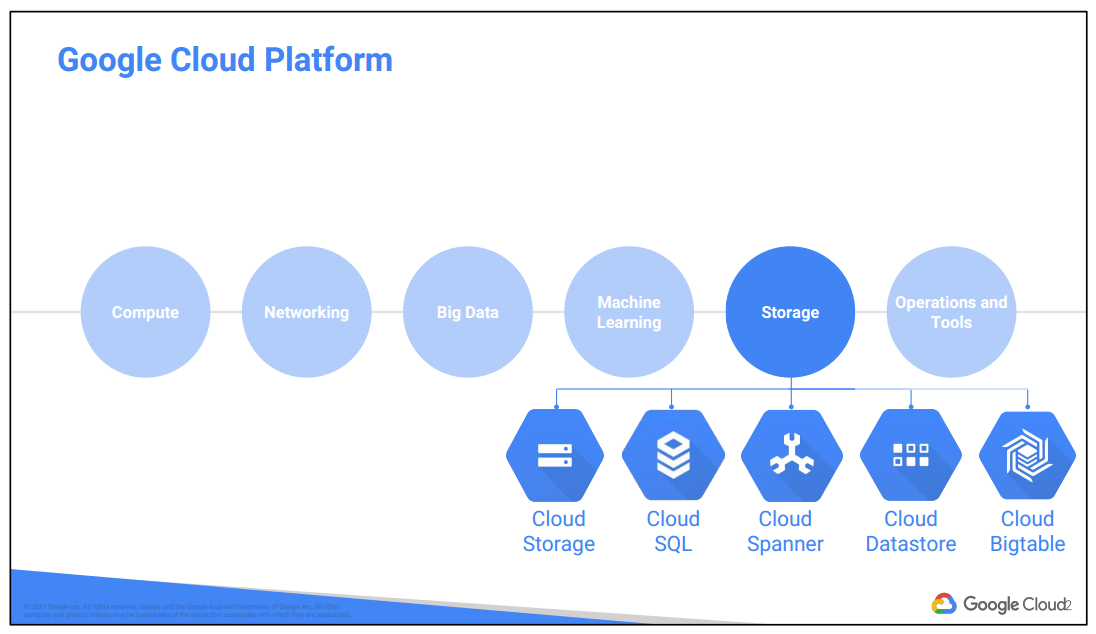 Google Cloud Platform
Compute
Networking
Big Data
Machine
Learning
Storage
Operations and
Tools
Cloud
Storage
Cloud
SQL
Cloud
Spanner
Cloud
Datastore
Cloud
Bigtable
© 2017 Google Inc. All rights reserved. Google and the Google logo are trademarks of Google Inc. All other
company and product names may be trademarks of the respective companies with which they are associated.
Google Cloud
2